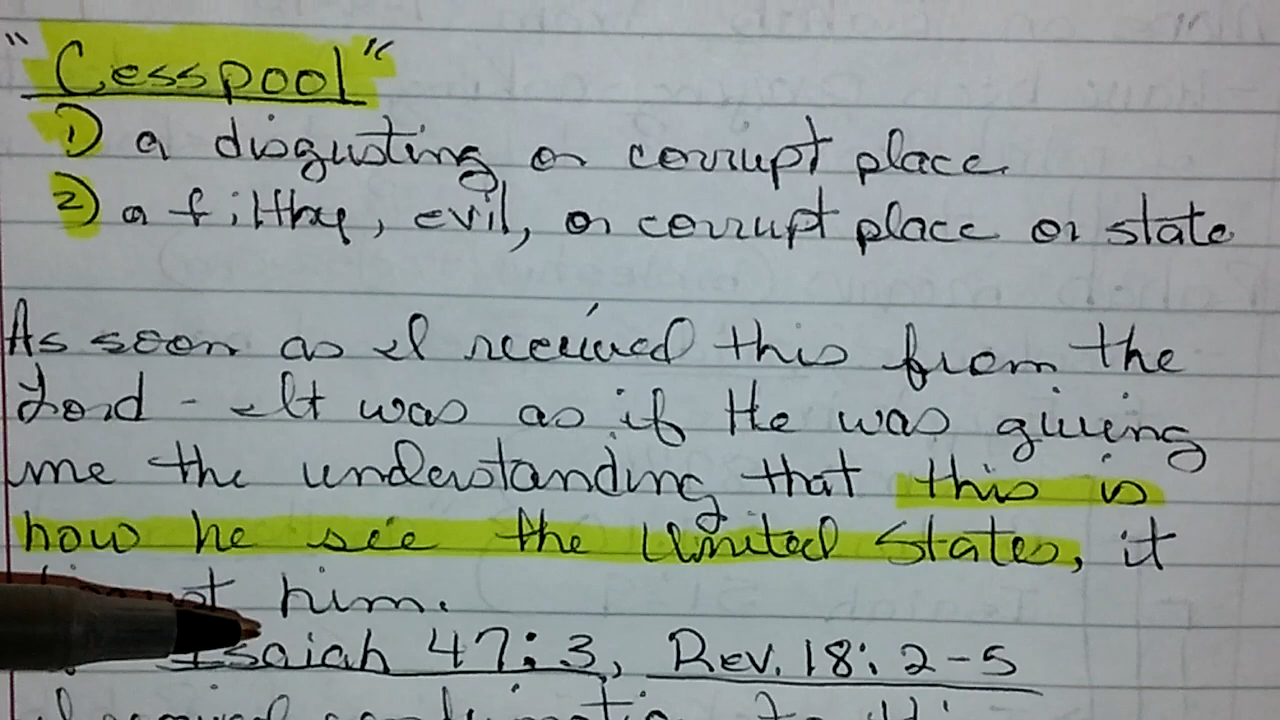 "Cesspool"
1) a disgusting or corrupt place
2) a filthy, evil, or corrupt place or state
As soon as I received this from the
Lord - It was as if He was giving
me the understanding that this is
how he see the United States, it
him.
Isaiah 47:3, Rev. 18:2-5